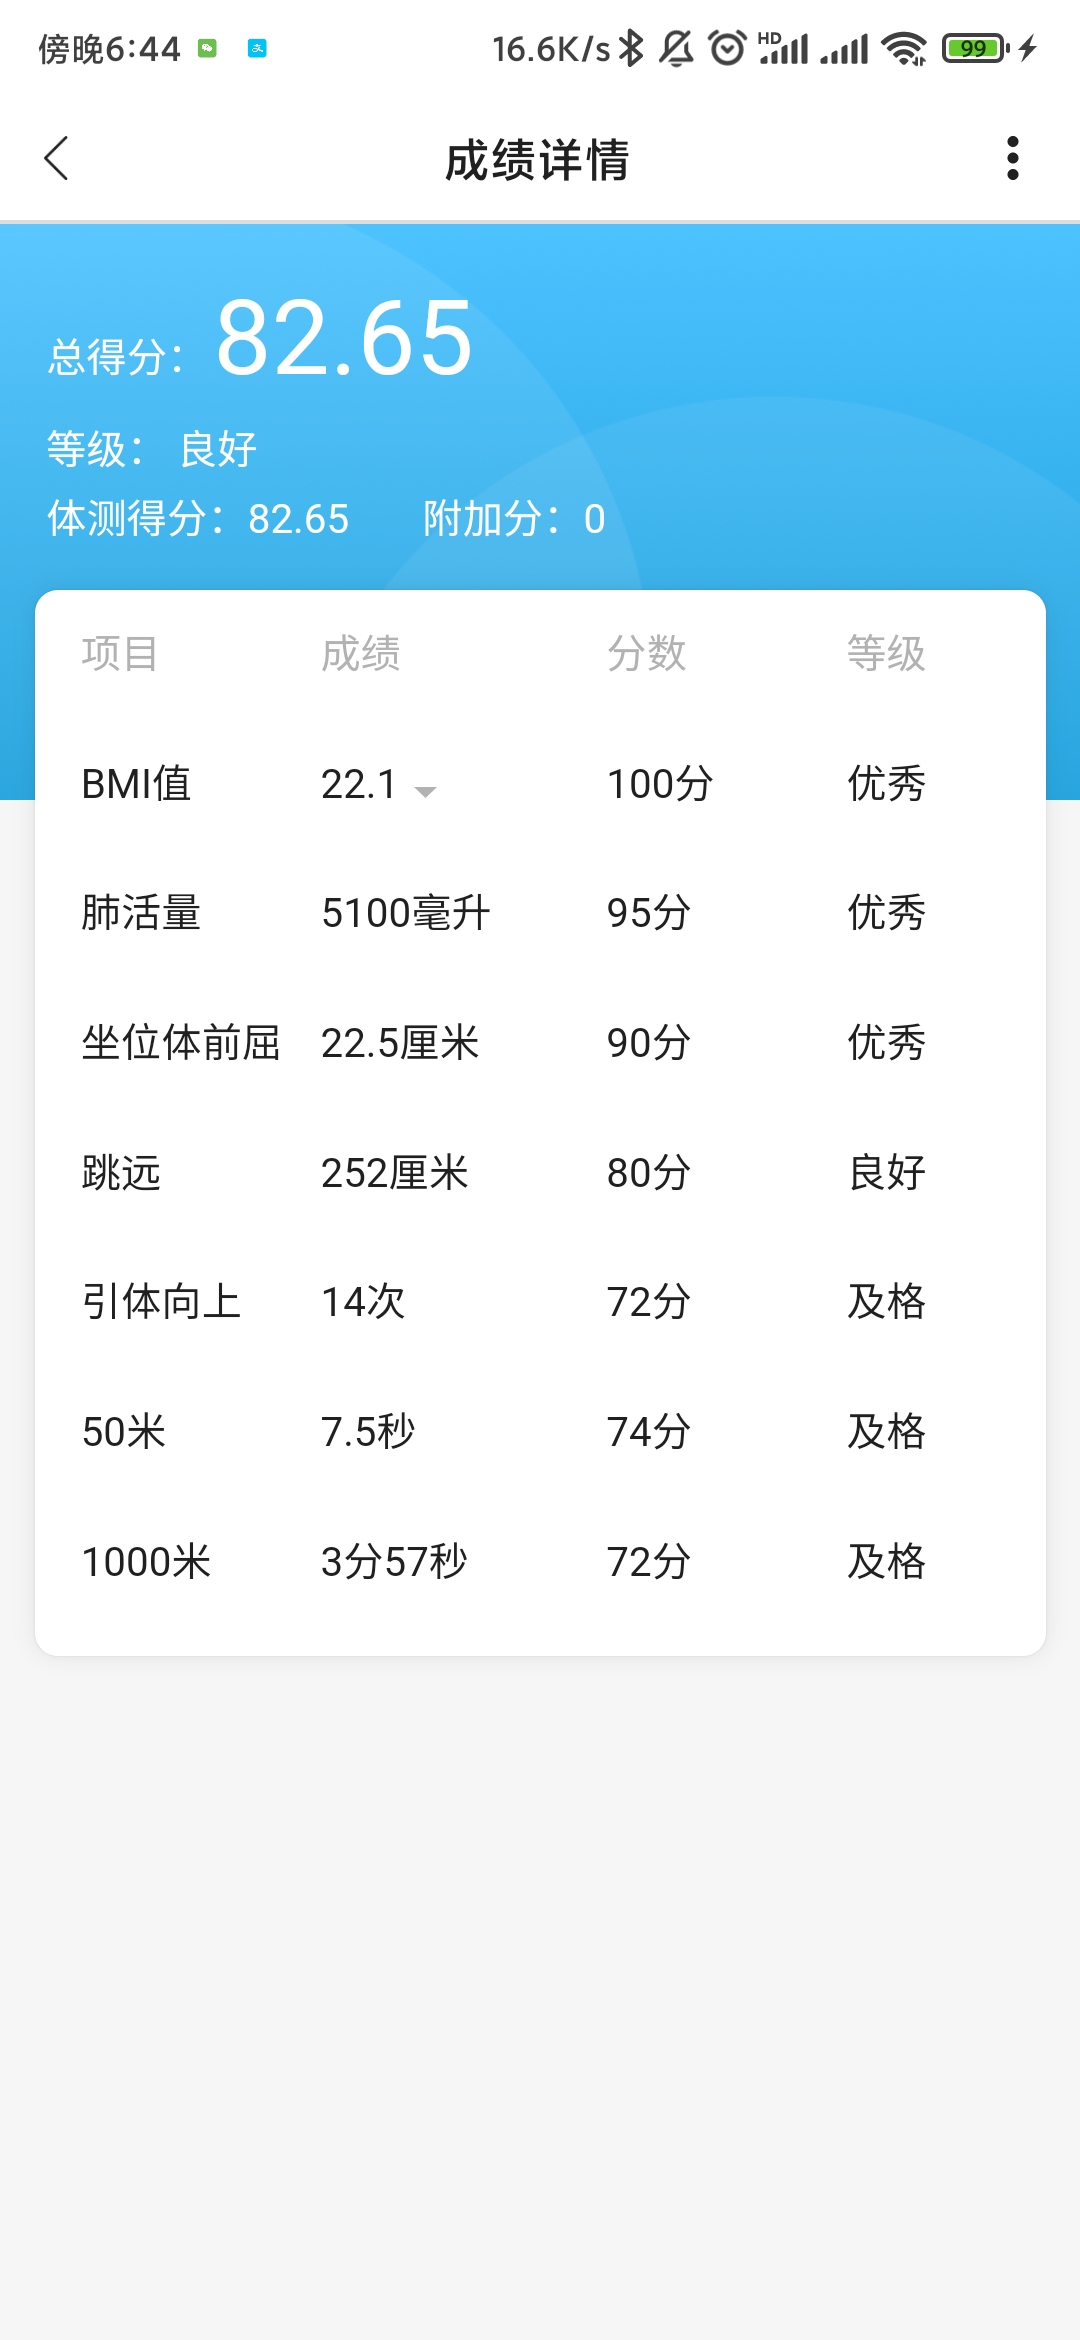 傍晚6:44 16.6K/s HD 99
成绩详情
总得分：82.65
等级： 良好
体测得分：82.65 附加分：0
项目 成绩 分数 等级
BMI值 22.1 100分 优秀
肺活量 5100毫升 95分 优秀
坐位体前屈 22.5厘米 90分 优秀
跳远 252厘米 80分 良好
引体向上 14次 72分 及格
50米 7.5秒 74分 及格
1000米 3分57秒 72分 及格